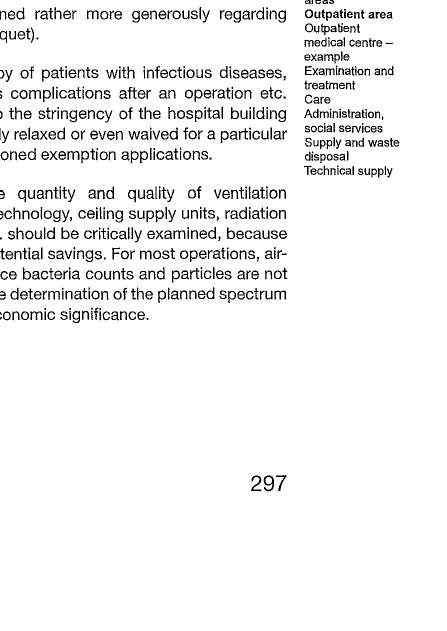 ned rather more generously regarding
quet).
by of patients with infectious diseases,
s complications after an operation etc.
o the stringency of the hospital building
ly relaxed or even waived for a particular
oned exemption applications.
e quantity and quality of ventilation
echnology, ceiling supply units, radiation
. should be critically examined, because
tential savings. For most operations, air-
ce bacteria counts and particles are not
e determination of the planned spectrum
conomic significance.
areas
Outpatient area
Outpatient
medical centre –
example
Examination and
treatment
Care
Administration,
social services
Supply and waste
disposal
Technical supply
297